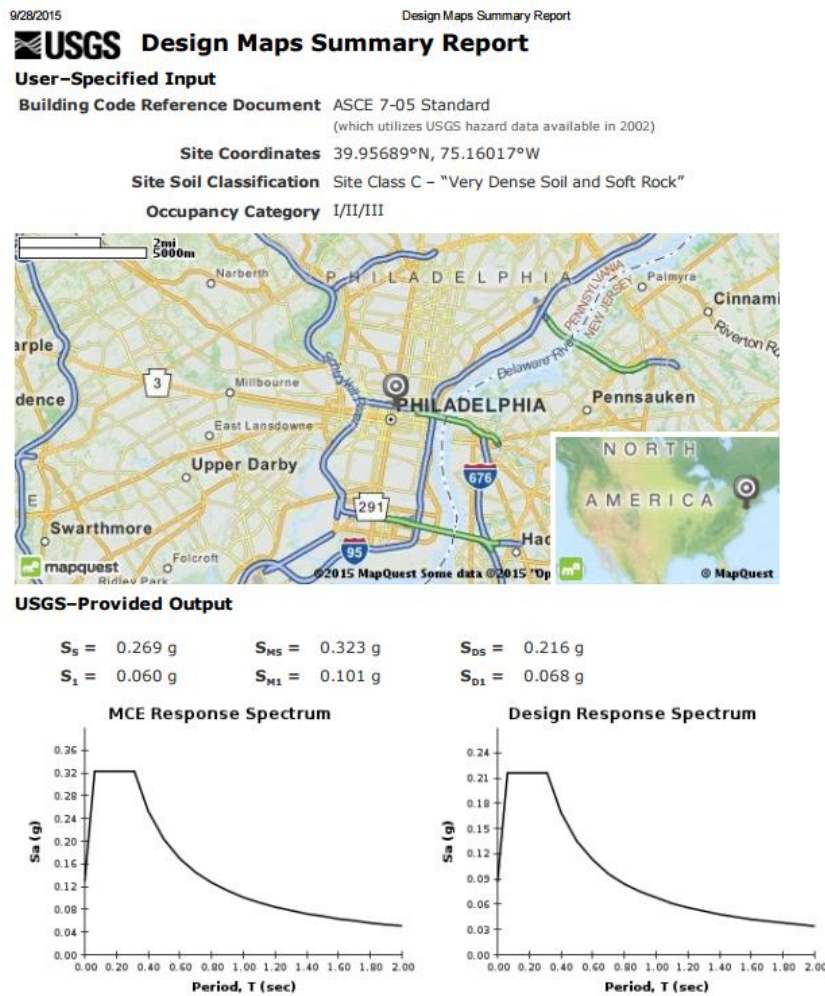 9/28/2015 Design Maps Summary Report
USGS Design Maps Summary Report
User–Specified Input
Building Code Reference Document ASCE 7-05 Standard
(which utilizes USGS hazard data available in 2002)
Site Coordinates 39.95689°N, 75.16017°W
Site Soil Classification Site Class C – “Very Dense Soil and Soft Rock”
Occupancy Category I/II/III
2mi
5000m
Narberth
PHILADELPHIA
PENNSYLVANIA
NEW JERSEY
Palmyra
Cinnami
Riverton Rd
arple
3
Millbourne
Delaware River
dence
PHILADELPHIA
Pennsauken
East Lansdowne
Upper Darby
676
NORTH
AMERICA
E
291
Swarthmore
95
Had
mapquest
Folcroft
Ridley Park
©2015 MapQuest Some data ©2015 "Op
© MapQuest
USGS–Provided Output
SS = 0.269 g SMS = 0.323 g SDS = 0.216 g
S1 = 0.060 g SM1 = 0.101 g SD1 = 0.068 g
MCE Response Spectrum Design Response Spectrum
Sa (g)
0.36
0.32
0.28
0.24
0.20
0.16
0.12
0.08
0.04
0.00
0.00 0.20 0.40 0.60 0.80 1.00 1.20 1.40 1.60 1.80 2.00
Period, T (sec)
Sa (g)
0.24
0.21
0.18
0.15
0.12
0.09
0.06
0.03
0.00
0.00 0.20 0.40 0.60 0.80 1.00 1.20 1.40 1.60 1.80 2.00
Period, T (sec)